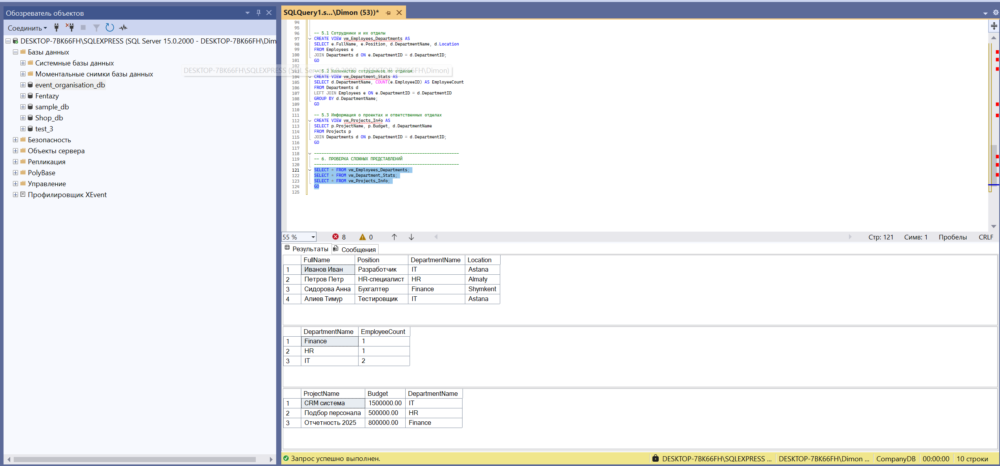 Обозреватель объектов
Соединить
DESKTOP-7BK66FH\SQLEXPRESS (SQL Server 15.0.2000 - DESKTOP-7BK66FH\Dim
Базы данных
Системные базы данных
Моментальные снимки базы данных
event_organisation_db
Fentazy
sample_db
Shop_db
test_3
Безопасность
Объекты сервера
Репликация
PolyBase
Управление
Профилировщик XEvent
DESKTOP-7BK66FH\SQLEXPRESS (SQL Server 15.0.2000 - DESKTOP-7BK66FH\Dimon)
SQLQuery1.s...\Dimon (53))*
94
95
96 -- 5.1 Сотрудники и их отделы
97 CREATE VIEW vw_Employees_Departments AS
98 SELECT e.FullName, e.Position, d.DepartmentName, d.Location
99 FROM Employees e
100 JOIN Departments d ON e.DepartmentID = d.DepartmentID;
101 GO
102
103 -- 5.2 Количество сотрудников по отделам
104 CREATE VIEW vw_Department_Stats AS
105 SELECT d.DepartmentName, COUNT(e.EmployeeID) AS EmployeeCount
106 FROM Departments d
107 LEFT JOIN Employees e ON e.DepartmentID = d.DepartmentID
108 GROUP BY d.DepartmentName;
109 GO
110
111 -- 5.3 Информация о проектах и ответственных отделах
112 CREATE VIEW vw_Projects_Info AS
113 SELECT p.ProjectName, p.Budget, d.DepartmentName
114 FROM Projects p
115 JOIN Departments d ON p.DepartmentID = d.DepartmentID;
116 GO
117
118 -----------------------------------------------------------
119 -- 6. ПРОВЕРКА СЛОЖНЫХ ПРЕДСТАВЛЕНИЙ
120 -----------------------------------------------------------
121 SELECT * FROM vw_Employees_Departments;
122 SELECT * FROM vw_Department_Stats;
123 SELECT * FROM vw_Projects_Info;
124 GO
125
55 % 8 0 Стр: 121 Симв: 1 Пробелы CRLF
Результаты Сообщения
FullName Position DepartmentName Location
1 Иванов Иван Разработчик IT Astana
2 Петров Петр HR-специалист HR Almaty
3 Сидорова Анна Бухгалтер Finance Shymkent
4 Алиев Тимур Тестировщик IT Astana
DepartmentName EmployeeCount
1 Finance 1
2 HR 1
3 IT 2
ProjectName Budget DepartmentName
1 CRM система 1500000.00 IT
2 Подбор персонала 500000.00 HR
3 Отчетность 2025 800000.00 Finance
Запрос успешно выполнен. DESKTOP-7BK66FH\SQLEXPRESS ... DESKTOP-7BK66FH\Dimon ... CompanyDB 00:00:00 10 строки